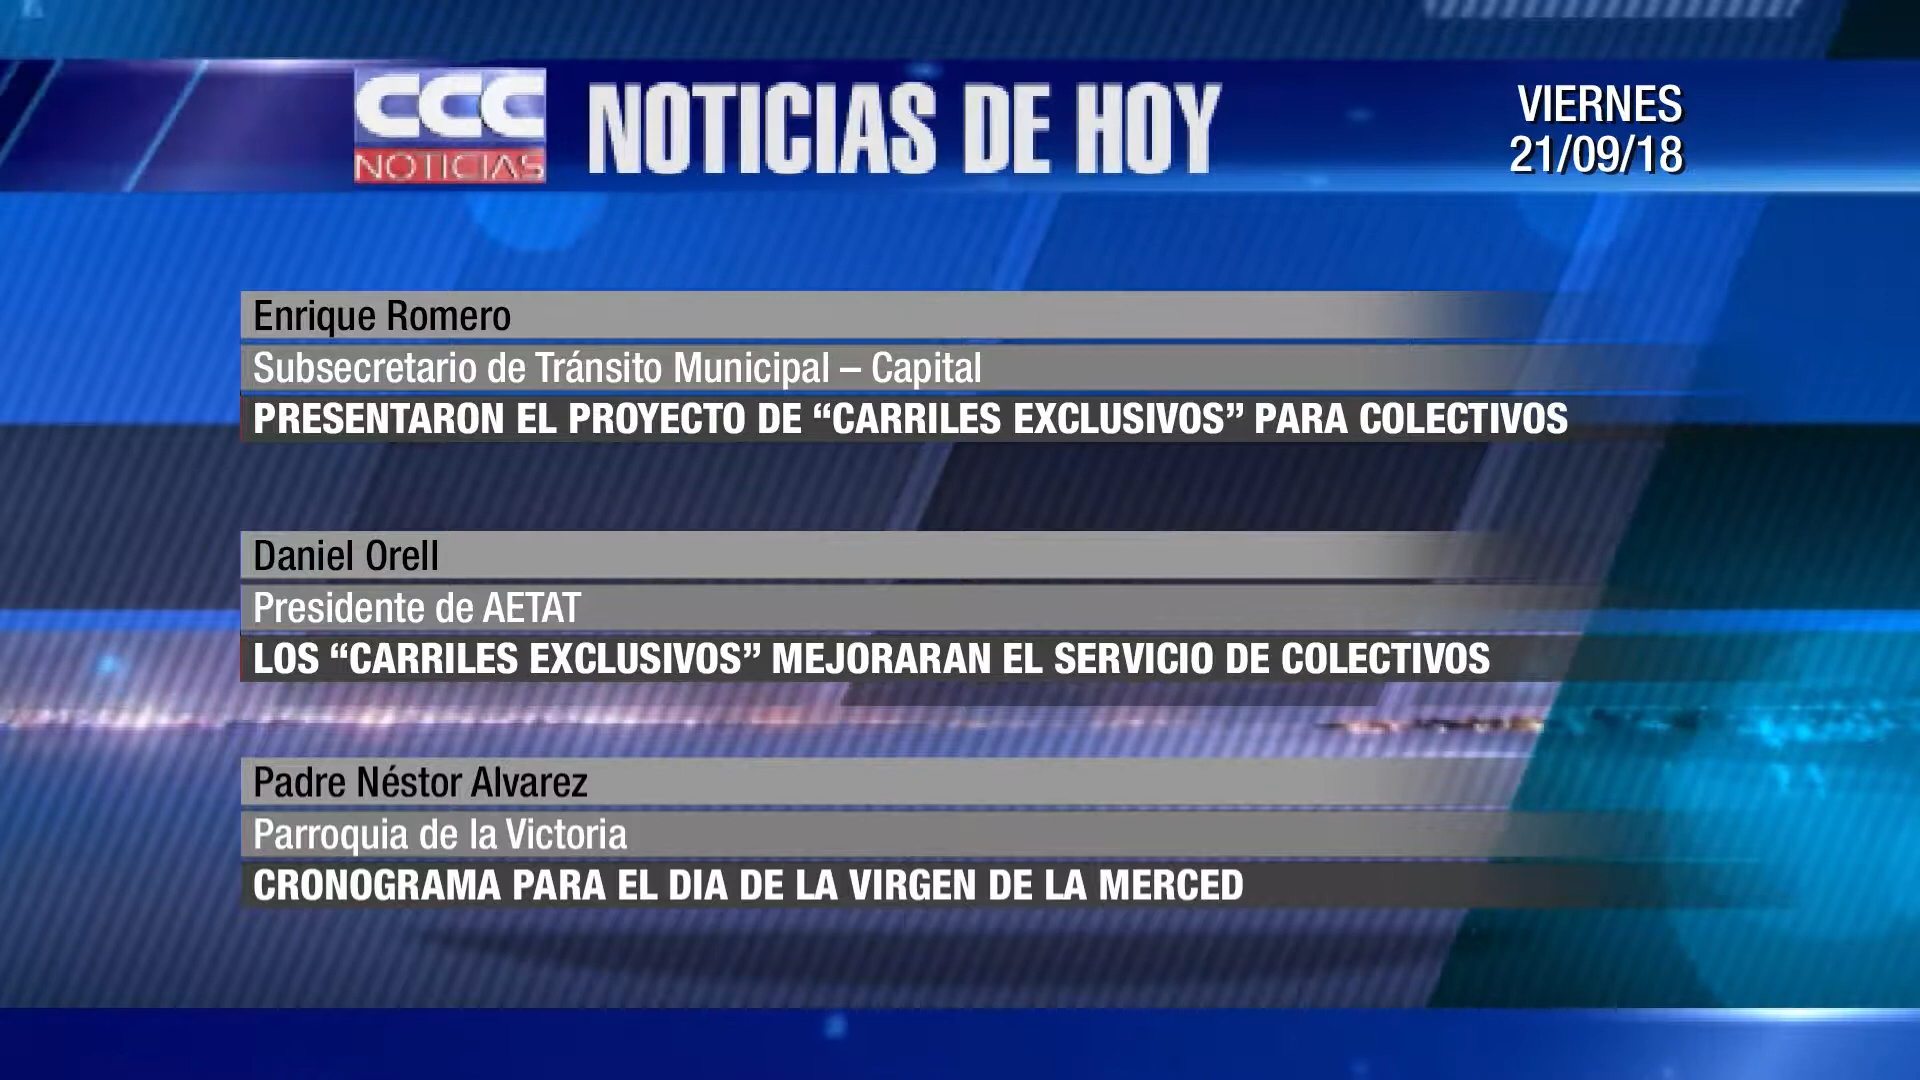 CCC
NOTICIAS
NOTICIAS DE HOY
VIERNES
21/09/18
Enrique Romero
Subsecretario de Tránsito Municipal – Capital
PRESENTARON EL PROYECTO DE “CARRILES EXCLUSIVOS” PARA COLECTIVOS
Daniel Orell
Presidente de AETAT
LOS “CARRILES EXCLUSIVOS” MEJORARAN EL SERVICIO DE COLECTIVOS
Padre Néstor Alvarez
Parroquia de la Victoria
CRONOGRAMA PARA EL DIA DE LA VIRGEN DE LA MERCED